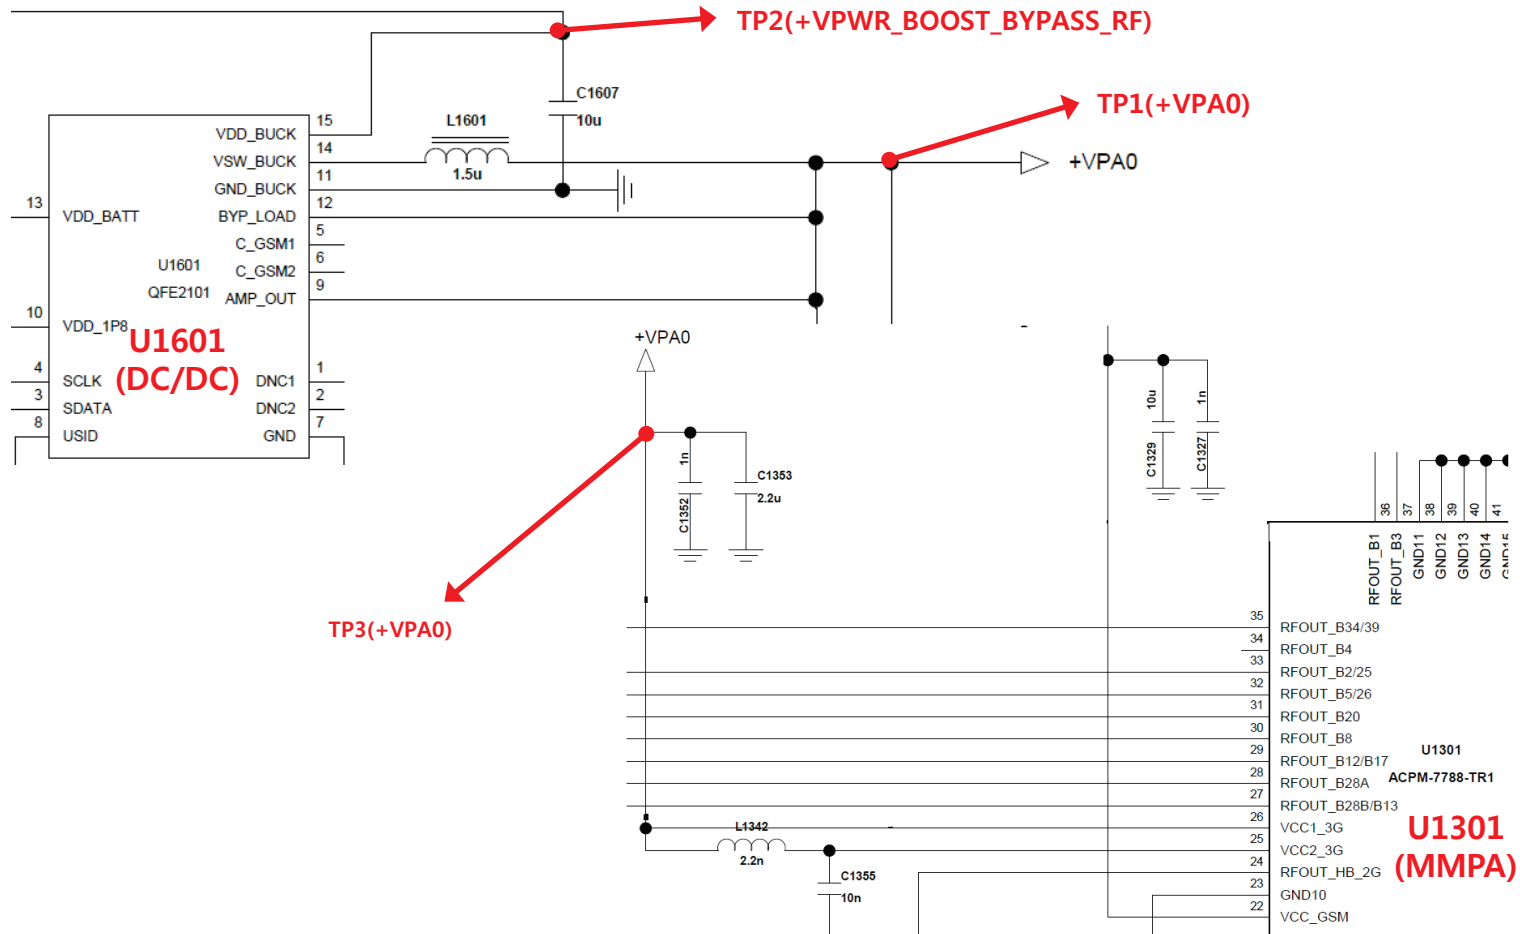 TP2(+VPWR_BOOST_BYPASS_RF)
C1607
10u
TP1(+VPA0)
L1601
1.5u
+VPA0
15
VDD_BUCK
14
VSW_BUCK
11
GND_BUCK
12
BYP_LOAD
13
VDD_BATT
5
C_GSM1
6
C_GSM2
U1601
QFE2101
9
AMP_OUT
10
VDD_1P8
U1601
(DC/DC)
4
SCLK
1
DNC1
3
SDATA
2
DNC2
8
USID
7
GND
+VPA0
1n
C1352
C1353
2.2u
10u
C1329
1n
C1327
TP3(+VPA0)
36
37
38
39
40
41
RFOUT_B1
RFOUT_B3
GND11
GND12
GND13
GND14
GND15
35
RFOUT_B34/39
34
RFOUT_B4
33
RFOUT_B2/25
32
RFOUT_B5/26
31
RFOUT_B20
30
RFOUT_B8
29
RFOUT_B12/B17
28
RFOUT_B28A
27
RFOUT_B28B/B13
26
VCC1_3G
25
VCC2_3G
24
RFOUT_HB_2G
23
GND10
22
VCC_GSM
U1301
ACPM-7788-TR1
U1301
(MMPA)
L1342
2.2n
C1355
10n